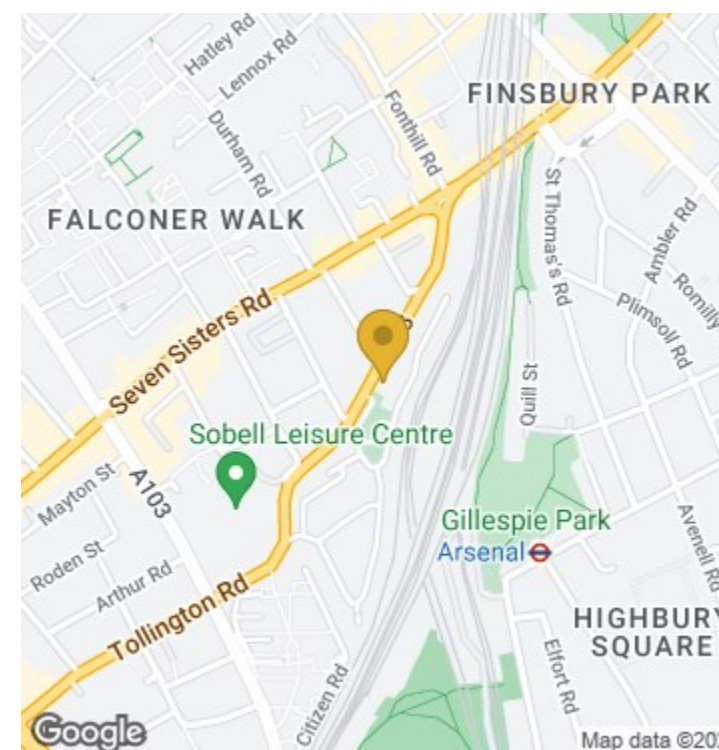 Hatley Rd
Lennox Rd
FINSBURY PARK
Fonthill Rd
Durham Rd
St Thomas's Rd
FALCONER WALK
Ambler Rd
Romilly
Plimsoll Rd
Seven Sisters Rd
Quill St
Sobell Leisure Centre
A103
Mayton St
Gillespie Park
Arsenal
Avenell Rd
Roden St
Arthur Rd
Tollington Rd
HIGHBURY
SQUARE
Elfort Rd
Citizen Rd
Google
Map data ©20